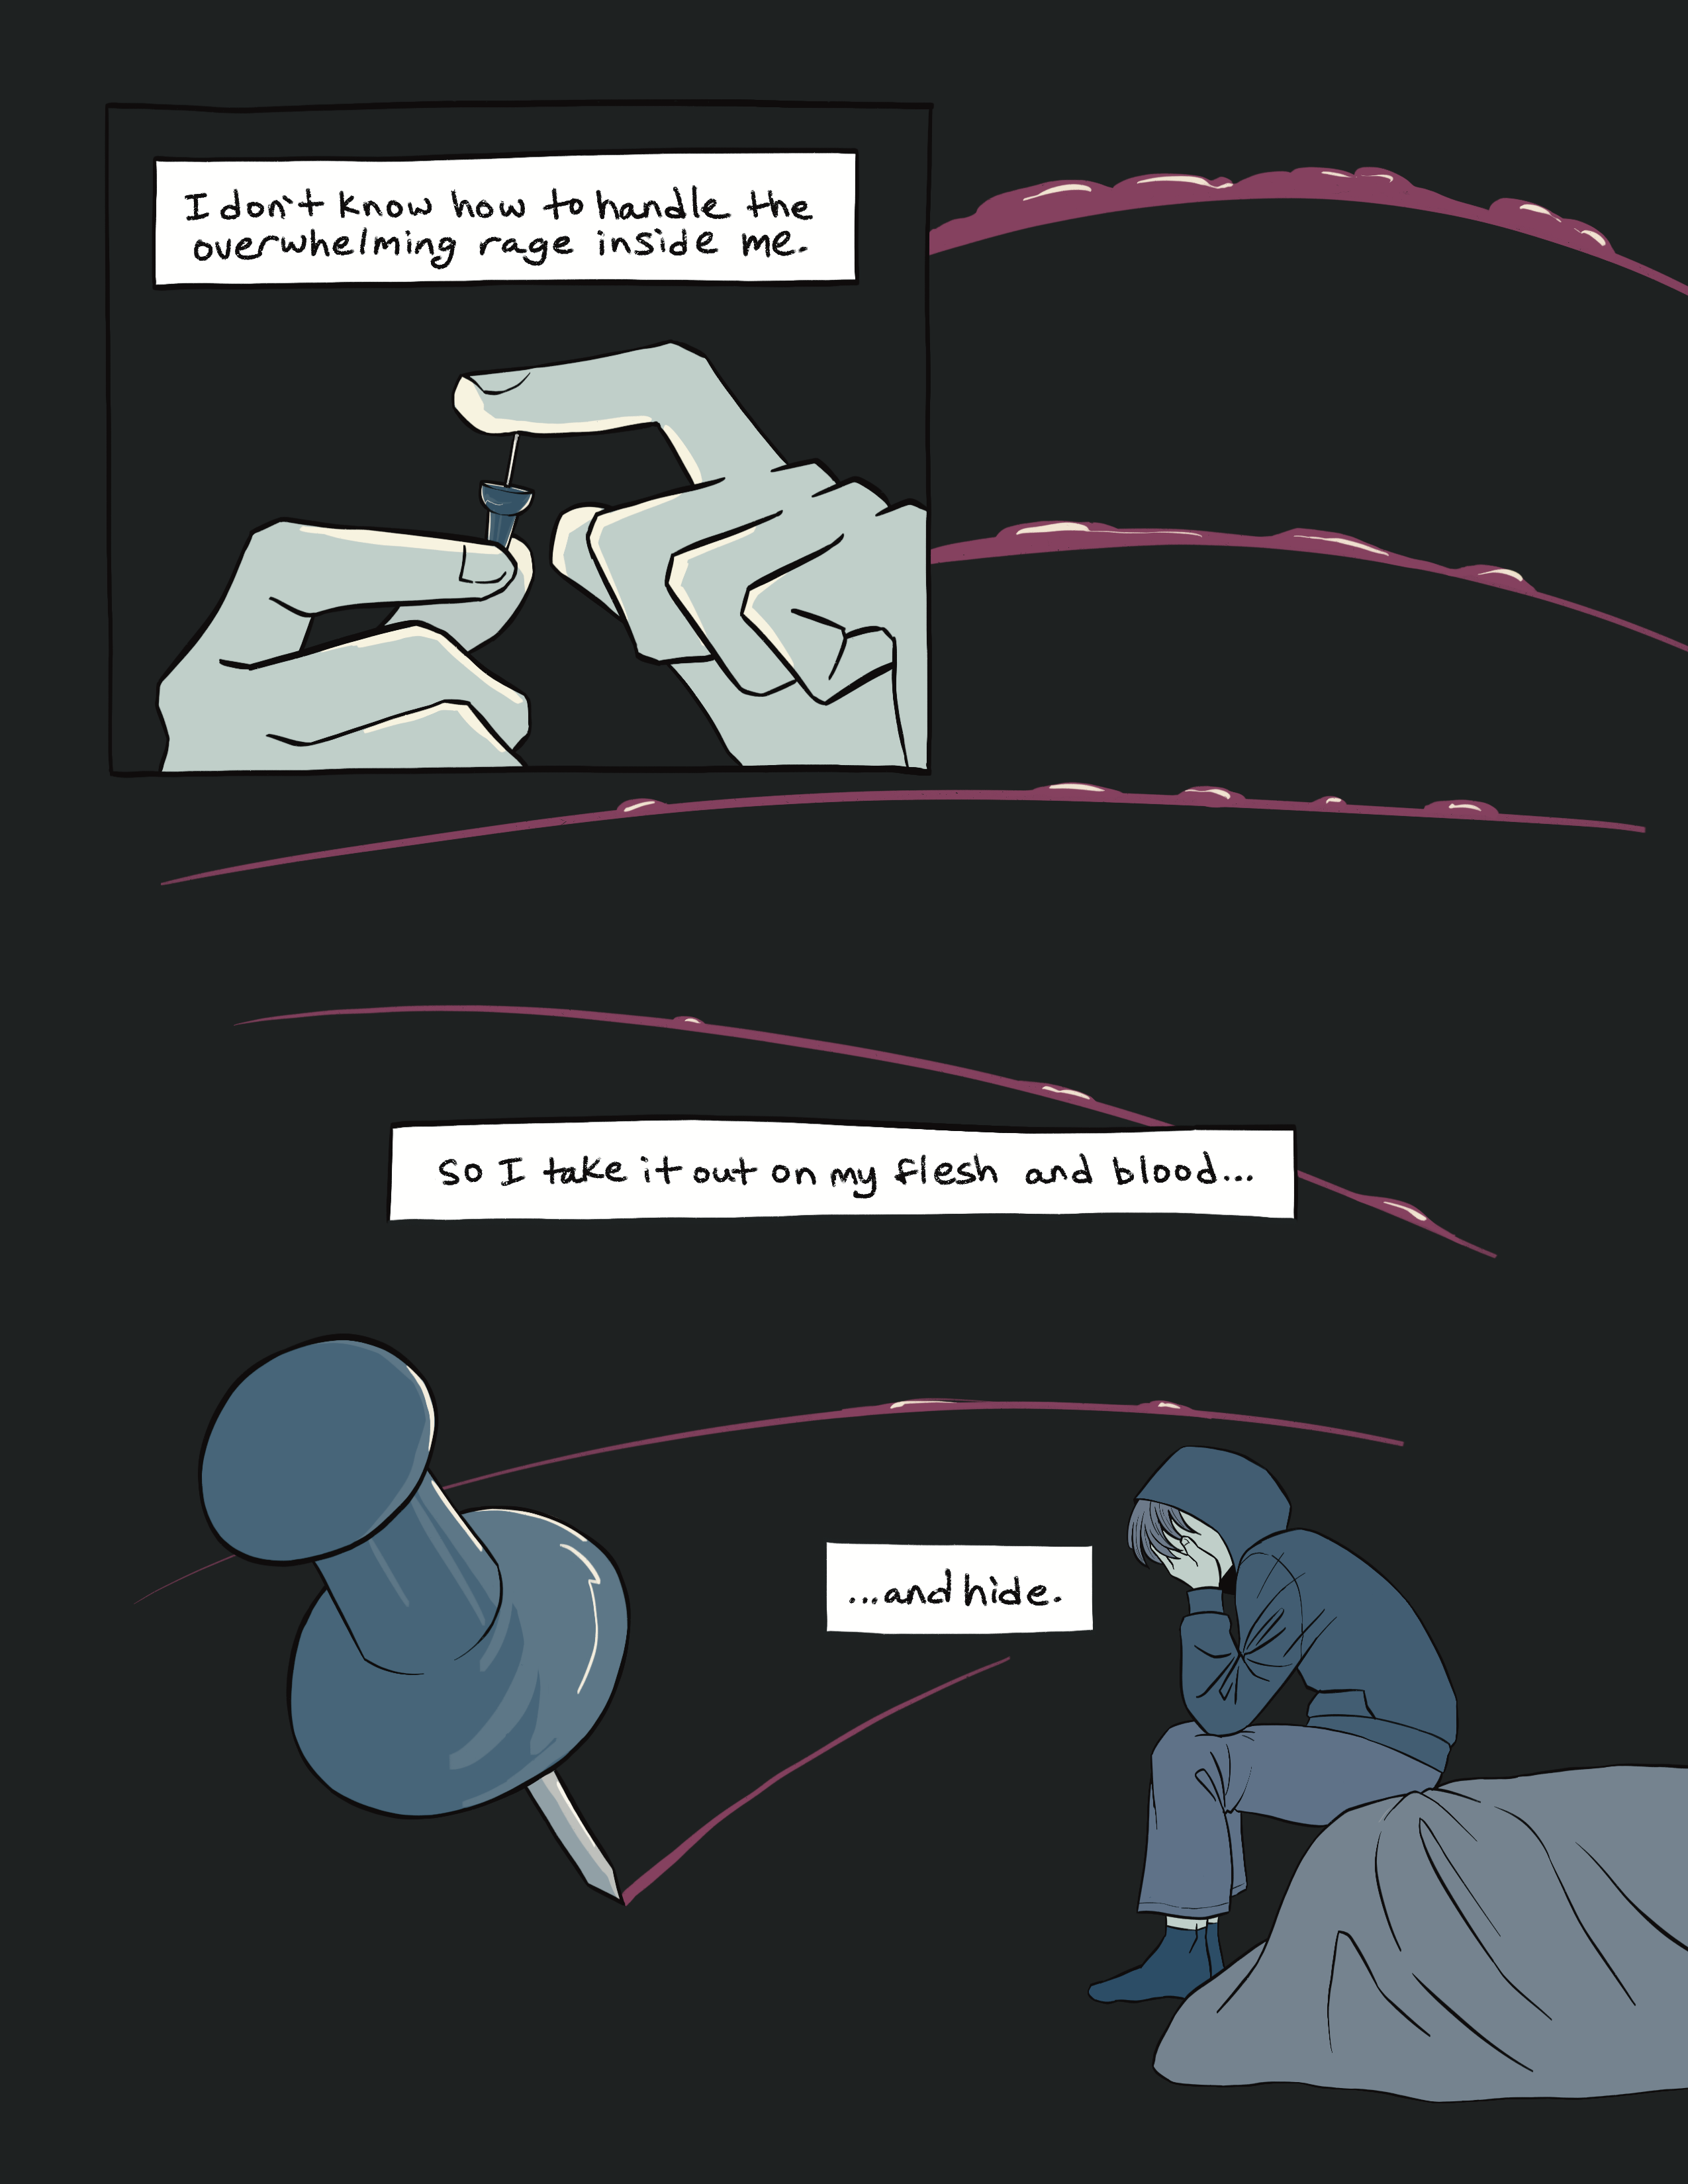 I don't know how to handle the
overwhelming rage inside me.
So I take it out on my flesh and blood...
...and hide.